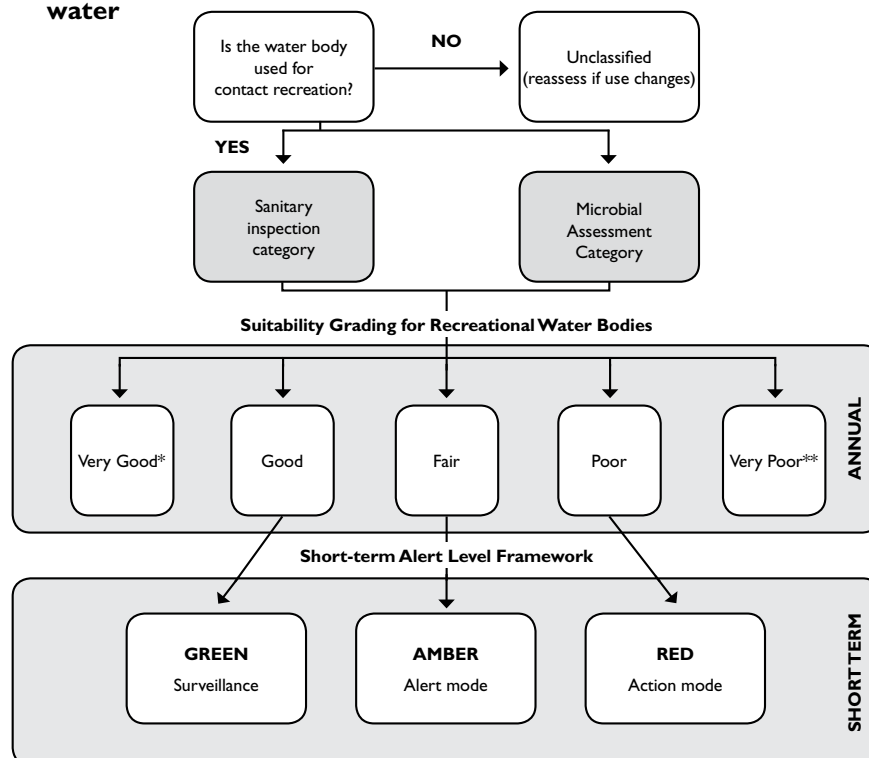 water
Is the water body
used for
contact recreation?
NO
Unclassified
(reassess if use changes)
YES
Sanitary
inspection
category
Microbial
Assessment
Category
Suitability Grading for Recreational Water Bodies
Very Good*
Good
Fair
Poor
Very Poor**
ANNUAL
Short-term Alert Level Framework
GREEN
Surveillance
AMBER
Alert mode
RED
Action mode
SHORT TERM